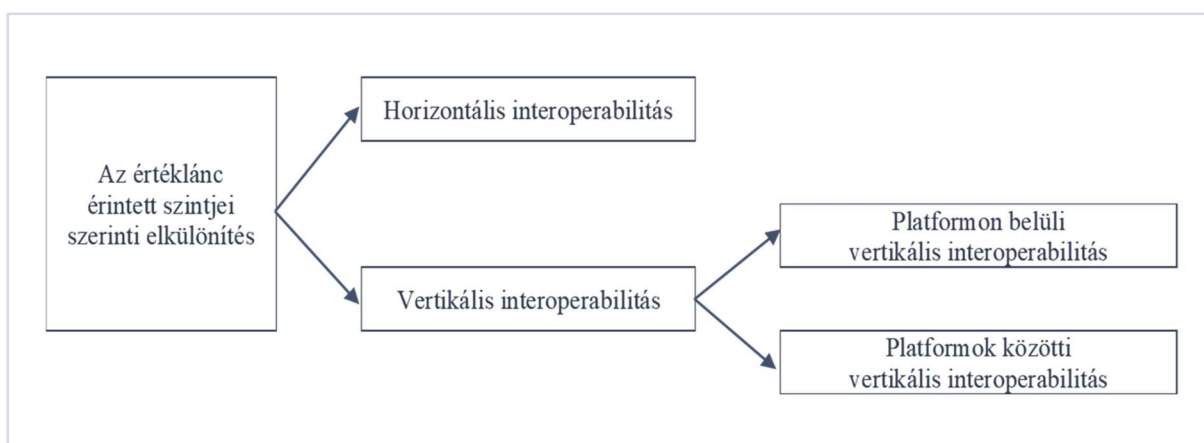 Az értéklánc
érintett szintjei
szerinti elkülönítés
Horizontális interoperabilitás
Vertikális interoperabilitás
Platformon belüli
vertikális interoperabilitás
Platformok közötti
vertikális interoperabilitás